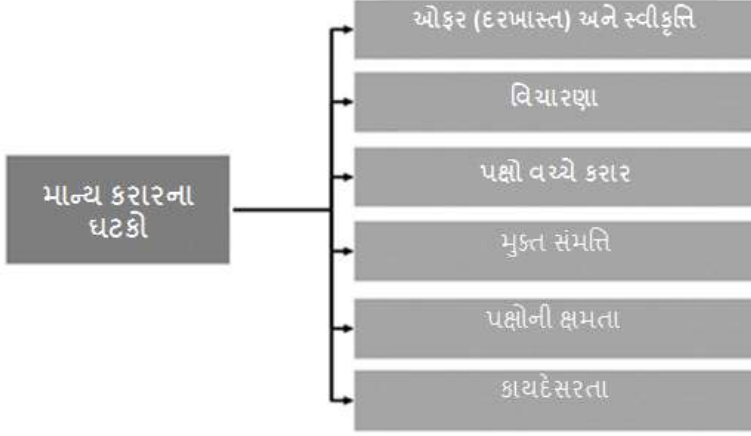 માન્ય કરારના
ઘટકો
ઓફર (દરખાસ્ત) અને સ્વીકૃત્તિ
વિચારણા
પક્ષો વચ્ચે કરાર
મુક્ત સંમત્તિ
પક્ષોની ક્ષમતા
કાયદેસરતા